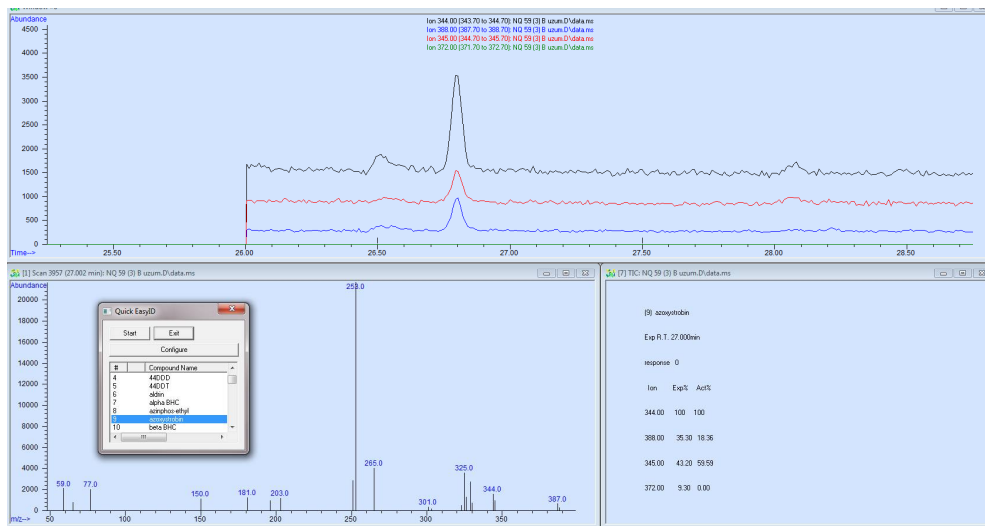 Abundance
Ion 344.00 (343.70 to 344.70): NQ 59 (3) B uzum.D\data.ms
Ion 388.00 (387.70 to 388.70): NQ 59 (3) B uzum.D\data.ms
Ion 345.00 (344.70 to 345.70): NQ 59 (3) B uzum.D\data.ms
Ion 372.00 (371.70 to 372.70): NQ 59 (3) B uzum.D\data.ms
4500
4000
3500
3000
2500
2000
1500
1000
500
0
Time--> 25.50 26.00 26.50 27.00 27.50 28.00 28.50
[1] Scan 3957 (27.002 min): NQ 59 (3) B uzum.D\data.ms
Abundance
20000
18000
16000
14000
12000
10000
8000
6000
4000
2000
0
59.0 77.0 150.0 181.0 203.0 265.0 301.0 325.0 344.0 387.0
m/z--> 50 100 150 200 250 300 350
Quick EasyID
Start Exit
Configure
# Compound Name
4 44DDD
5 44DDT
6 aldrin
7 alpha BHC
8 azinphos-ethyl
9 azoxystrobin
10 beta BHC
[7] TIC: NQ 59 (3) B uzum.D\data.ms
(9) azoxystrobin
Exp R.T. 27.000min
response 0
Ion Exp% Act%
344.00 100 100
388.00 35.30 18.36
345.00 43.20 59.59
372.00 9.30 0.00